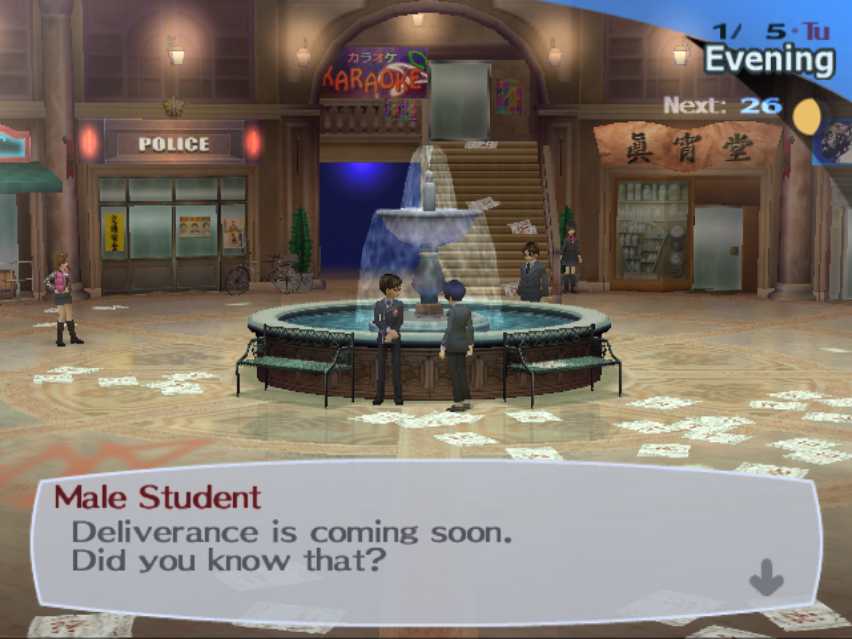 1/ 5・Tu
Evening
Next: 26
カラオケ
KARAOKE
POLICE
眞宵堂
Male Student
Deliverance is coming soon.
Did you know that?